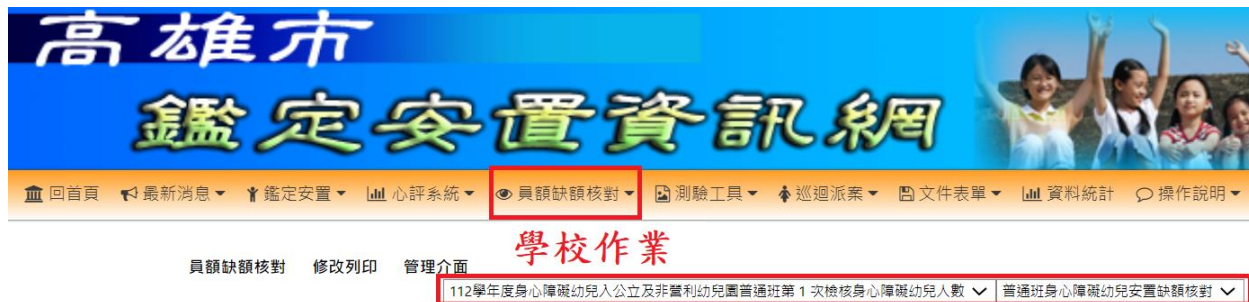 高雄市
鑑定安置資訊網
回首頁 最新消息 鑑定安置 心評系統 員額缺額核對 測驗工具 巡迴派案 文件表單 資料統計 操作說明
學校作業
員額缺額核對 修改列印 管理介面
112學年度身心障礙幼兒入公立及非營利幼兒園普通班第 1 次檢核身心障礙幼兒人數 普通班身心障礙幼兒安置缺額核對